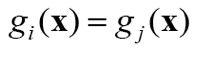 gᵢ(𝐱) = gⱼ(𝐱)